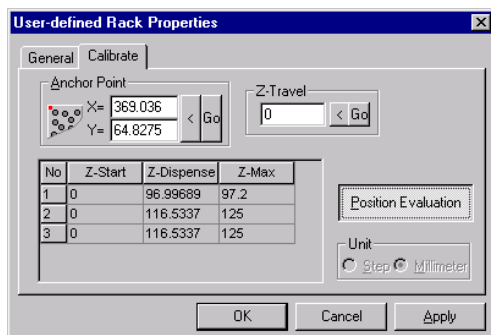 User-defined Rack Properties
General Calibrate
Anchor Point
X= 369.036
Y= 64.8275
< Go
Z-Travel
0 < Go
No Z-Start Z-Dispense Z-Max
1 0 96.99689 97.2
2 0 116.5337 125
3 0 116.5337 125
Position Evaluation
Unit
Step Millimeter
OK Cancel Apply